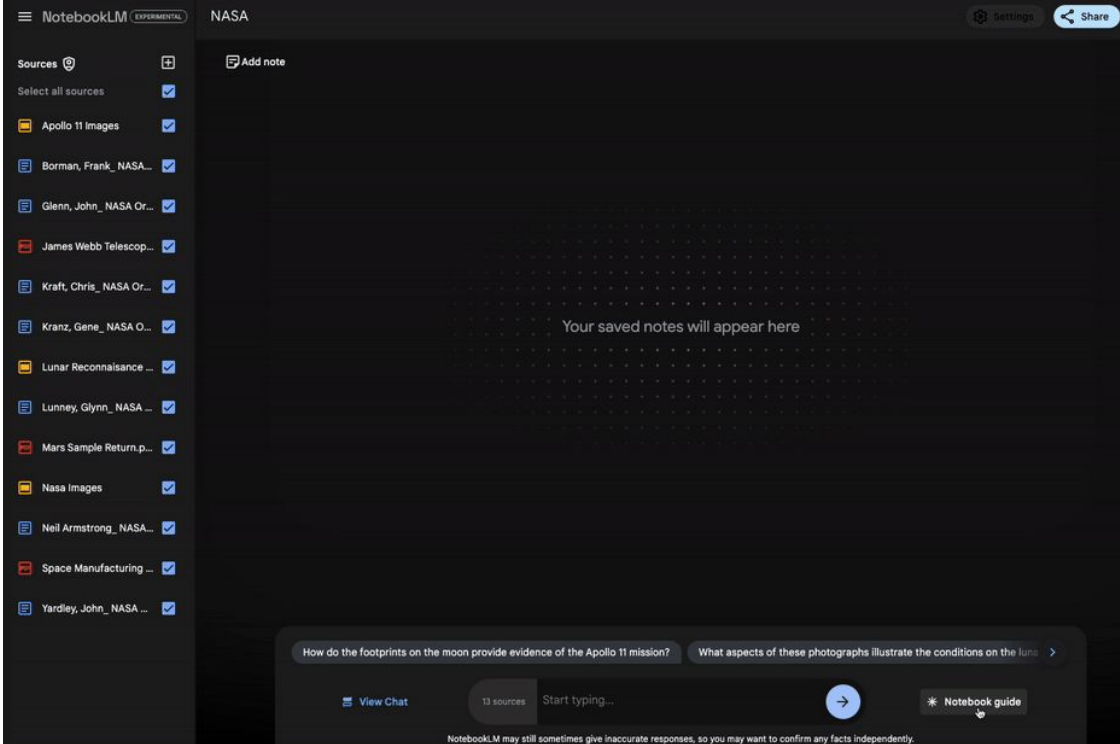 NotebookLM EXPERIMENTAL
NASA
Settings
Share
Sources
Select all sources
Apollo 11 Images
Borman, Frank_ NASA...
Glenn, John_ NASA Or...
James Webb Telescop...
Kraft, Chris_ NASA Or...
Kranz, Gene_ NASA O...
Lunar Reconnaisance ...
Lunney, Glynn_ NASA ...
Mars Sample Return.p...
Nasa Images
Neil Armstrong_ NASA...
Space Manufacturing ...
Yardley, John_ NASA ...
Add note
Your saved notes will appear here
How do the footprints on the moon provide evidence of the Apollo 11 mission?
What aspects of these photographs illustrate the conditions on the luna
View Chat
13 sources
Start typing...
Notebook guide
NotebookLM may still sometimes give inaccurate responses, so you may want to confirm any facts independently.